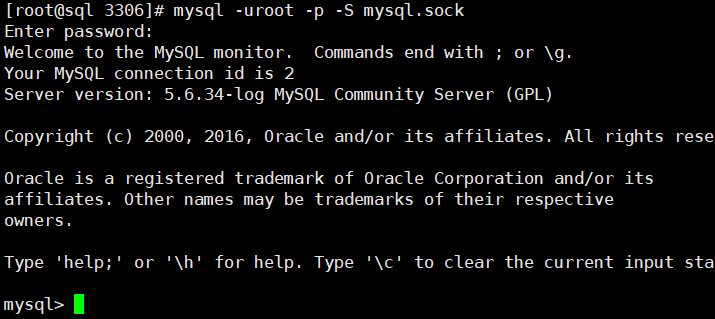 [root@sql 3306]# mysql -uroot -p -S mysql.sock
Enter password:
Welcome to the MySQL monitor.  Commands end with ; or \g.
Your MySQL connection id is 2
Server version: 5.6.34-log MySQL Community Server (GPL)
Copyright (c) 2000, 2016, Oracle and/or its affiliates. All rights rese
Oracle is a registered trademark of Oracle Corporation and/or its
affiliates. Other names may be trademarks of their respective
owners.
Type 'help;' or '\h' for help. Type '\c' to clear the current input sta
mysql>